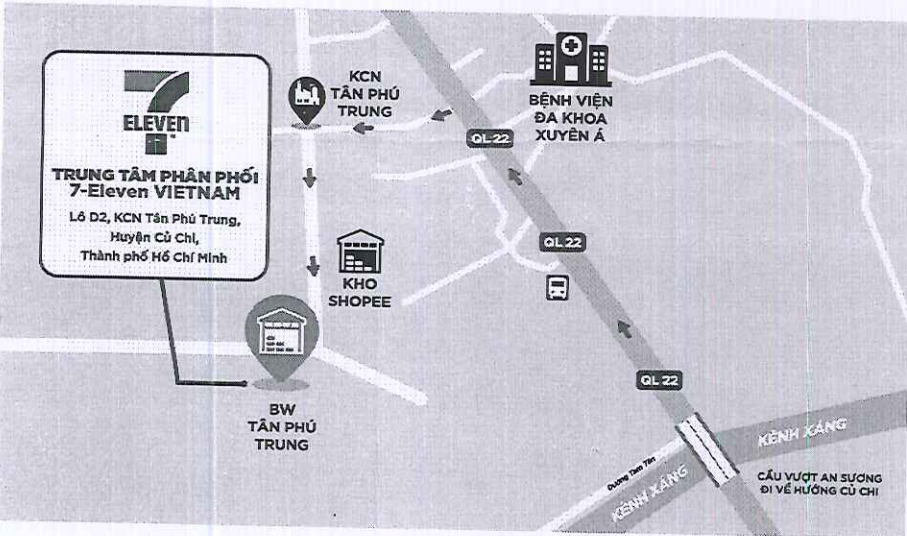 7
ELEVEN
TRUNG TÂM PHÂN PHỐI
7-Eleven VIETNAM
Lô D2, KCN Tân Phú Trung,
Huyện Củ Chi,
Thành phố Hồ Chí Minh
KCN
TÂN PHÚ
TRUNG
BỆNH VIỆN
ĐA KHOA
XUYÊN Á
QL 22
QL 22
KHO
SHOPEE
QL 22
BW
TÂN PHÚ
TRUNG
KÊNH XÁNG
Đường Tam Tân
KÊNH XÁNG
CẦU VƯỢT AN SƯƠNG
ĐI VỀ HƯỚNG CỦ CHI